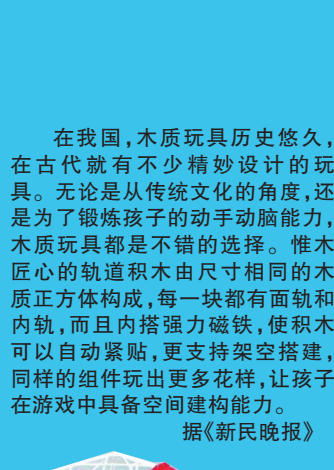 在我国,木质玩具历史悠久,
在古代就有不少精妙设计的玩
具。无论是从传统文化的角度,还
是为了锻炼孩子的动手动脑能力,
木质玩具都是不错的选择。惟木
匠心的轨道积木由尺寸相同的木
质正方体构成,每一块都有面轨和
内轨,而且内搭强力磁铁,使积木
可以自动紧贴,更支持架空搭建,
同样的组件玩出更多花样,让孩子
在游戏中具备空间建构能力。
据《新民晚报》